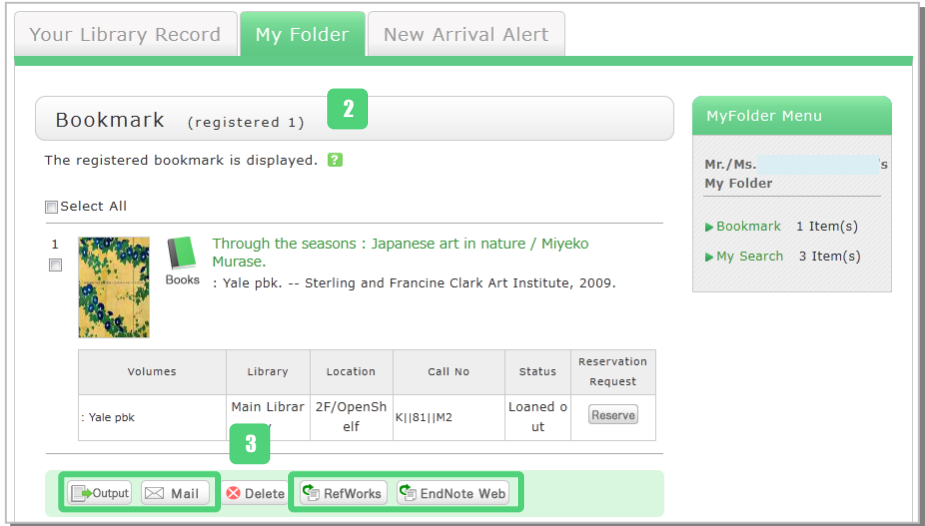 Your Library Record My Folder New Arrival Alert
Bookmark (registered 1) 2
The registered bookmark is displayed. ?
Select All
1
Books
Through the seasons : Japanese art in nature / Miyeko
Murase.
: Yale pbk. -- Sterling and Francine Clark Art Institute, 2009.
Volumes Library Location Call No Status Reservation
Request
: Yale pbk Main Librar 2F/OpenSh K||81||M2 Loaned o Reserve
y elf ut
3
Output Mail Delete RefWorks EndNote Web
MyFolder Menu
Mr./Ms. 's
My Folder
Bookmark 1 Item(s)
My Search 3 Item(s)